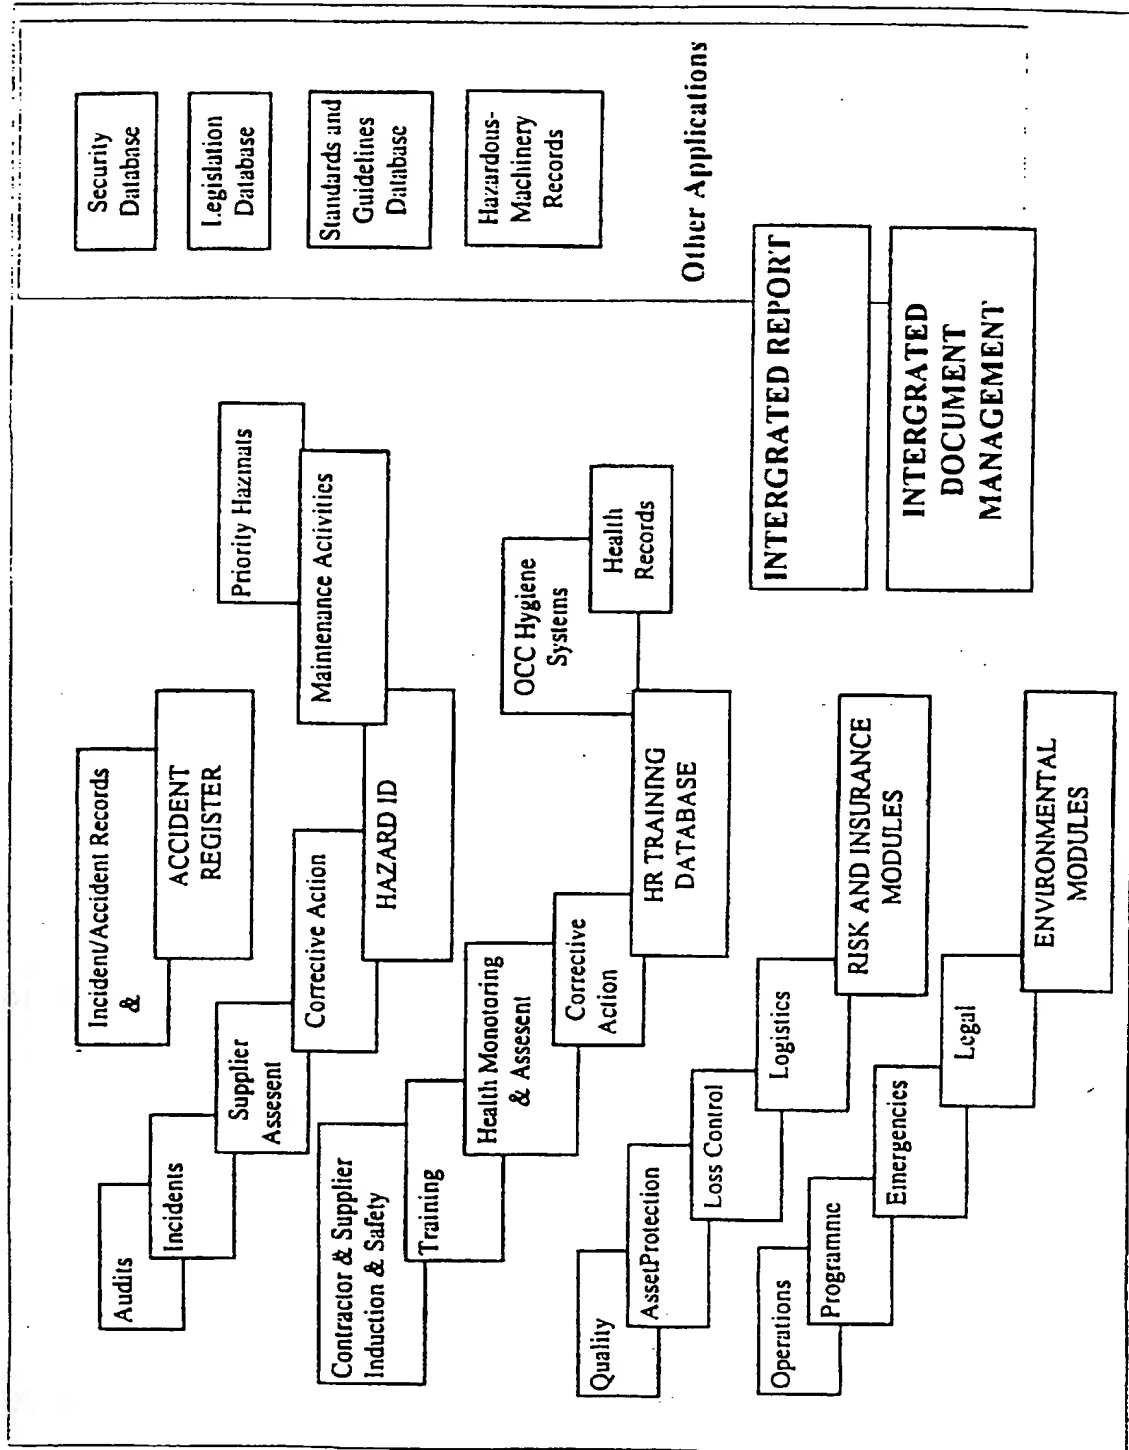 Incident/Accident Records
&
ACCIDENT
REGISTER
Audits
Incidents
Supplier
Assesent
Corrective Action
HAZARD ID
Maintenance Activities
Priority Hazmats
Contractor & Supplier
Induction & Safety
Training
Health Monotoring
& Assesent
Corrective
Action
HR TRAINING
DATABASE
OCC Hygiene
Systems
Health
Records
Quality
AssetProtection
Loss Control
Logistics
RISK AND INSURANCE
MODULES
Operations
Programme
Emergencies
Legal
ENVIRONMENTAL
MODULES
Security
Database
Legislation
Database
Standards and
Guidelines
Database
Hazardous-
Machinery
Records
Other Applications
INTERGRATED REPORT
INTERGRATED
DOCUMENT
MANAGEMENT